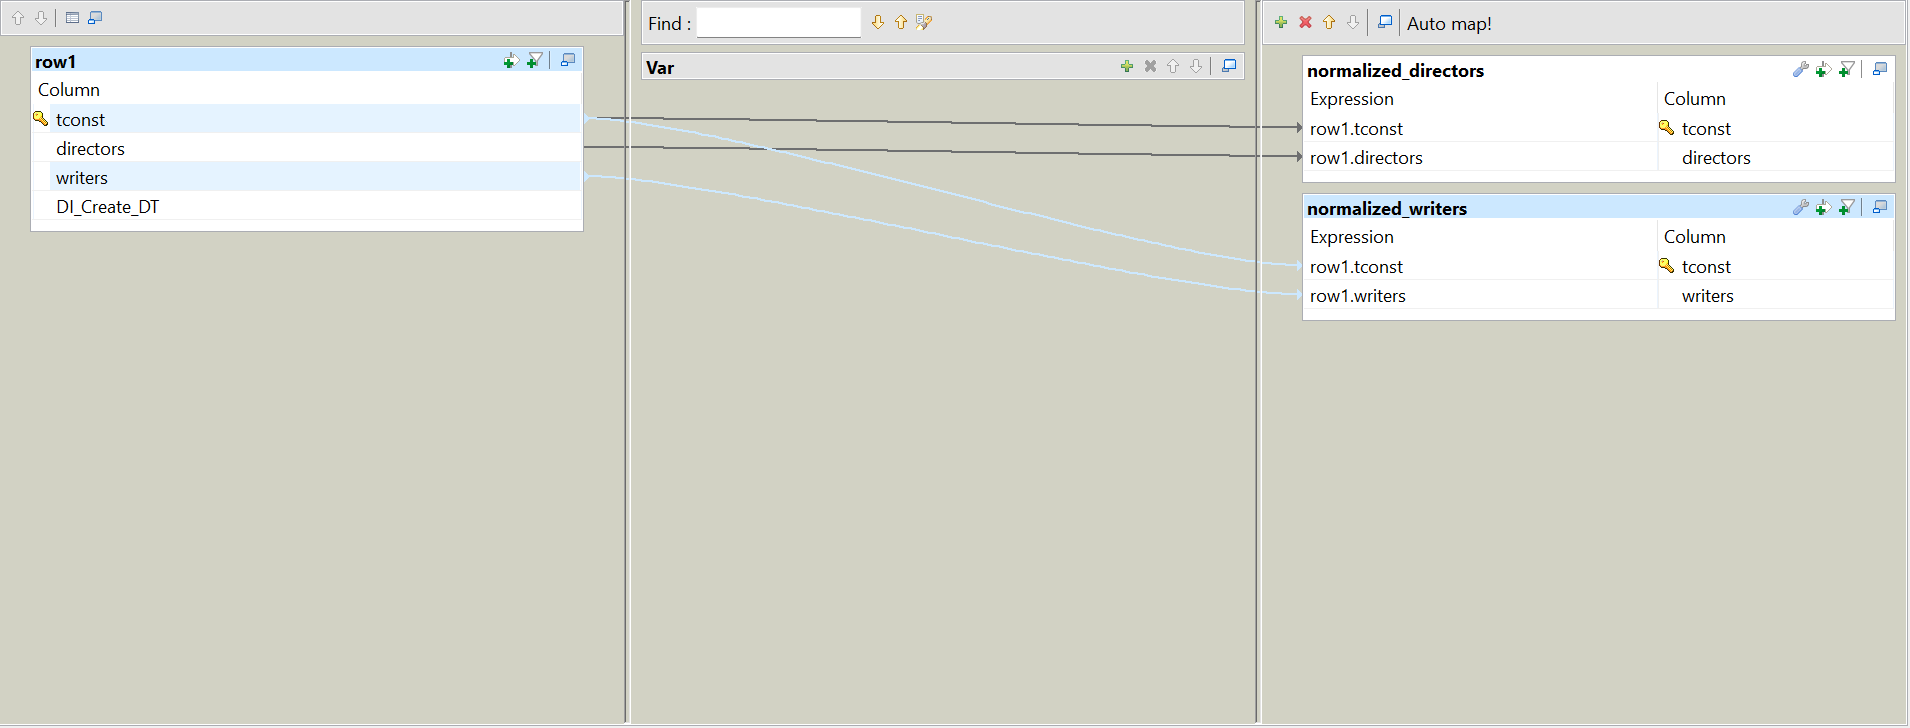 row1
Column
tconst
directors
writers
DI_Create_DT
Find :
Var
Auto map!
normalized_directors
Expression Column
row1.tconst tconst
row1.directors directors
normalized_writers
Expression Column
row1.tconst tconst
row1.writers writers